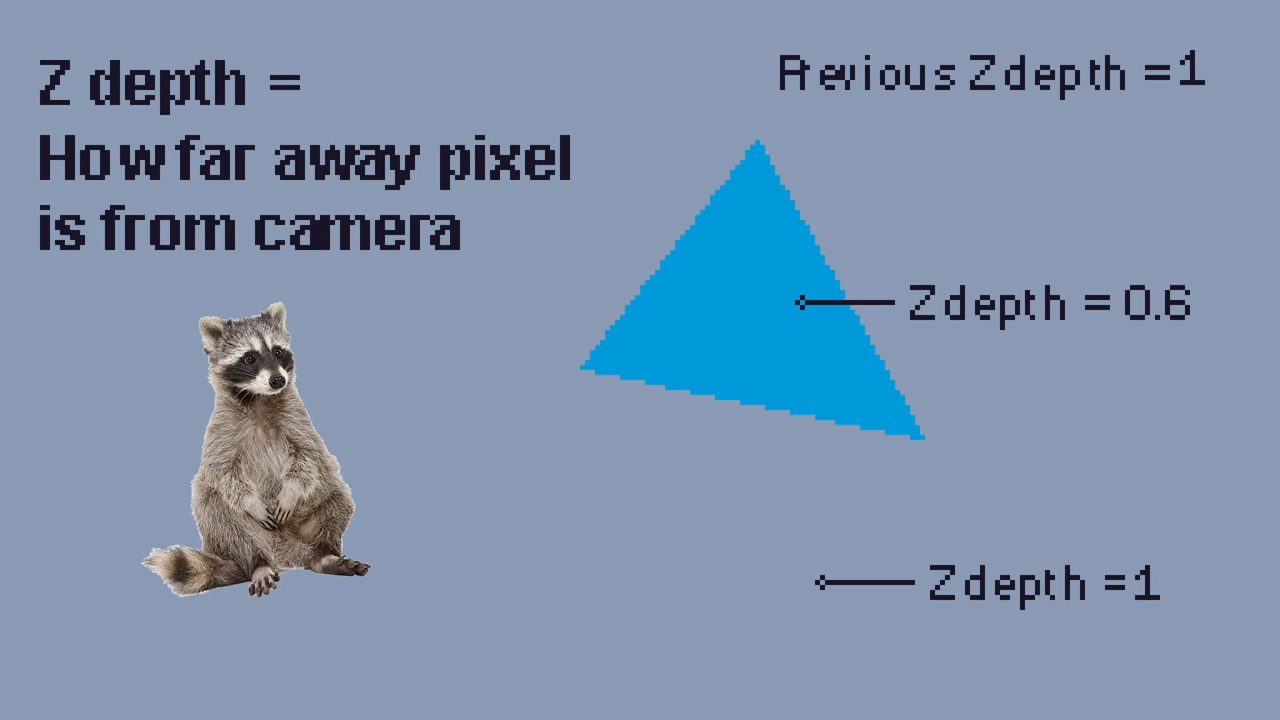 Z depth =
How far away pixel
is from camera
Previous Z depth = 1
Z depth = 0.6
Z depth = 1